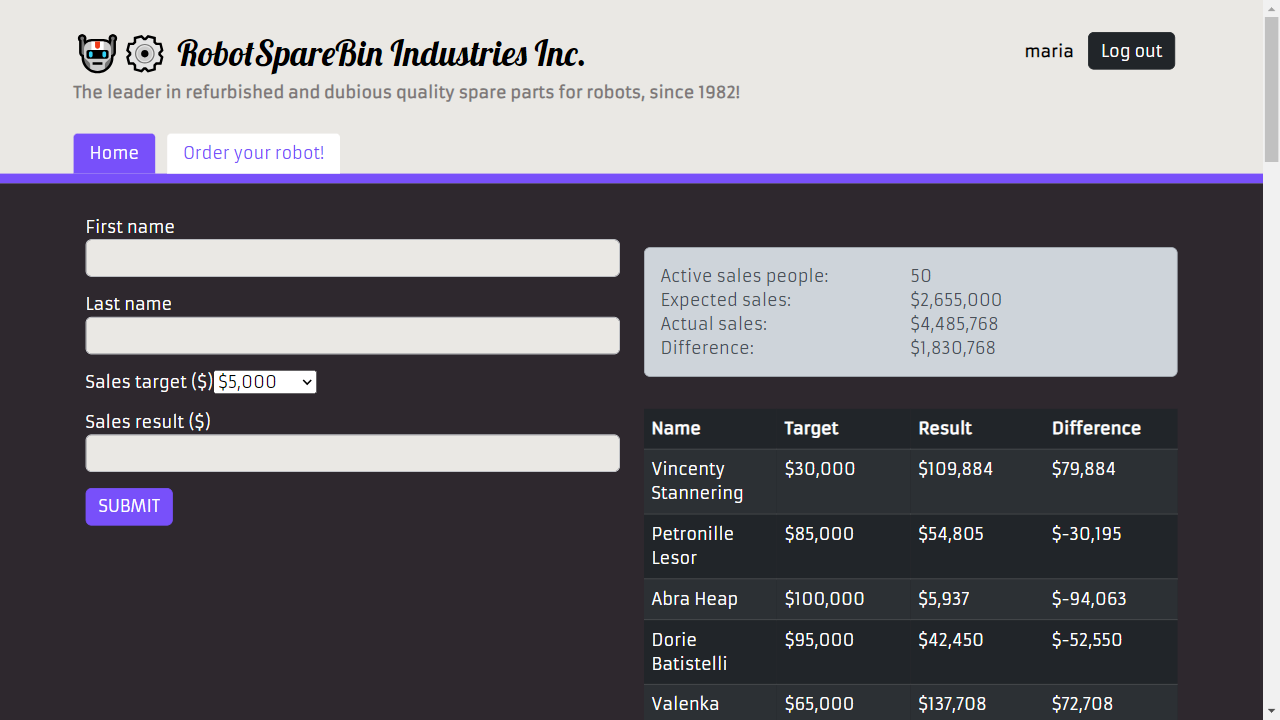 RobotSpareBin Industries Inc.
maria
Log out
The leader in refurbished and dubious quality spare parts for robots, since 1982!
Home
Order your robot!
First name
Last name
Sales target ($)
$5,000
Sales result ($)
SUBMIT
Active sales people: 50
Expected sales: $2,655,000
Actual sales: $4,485,768
Difference: $1,830,768
Name Target Result Difference
Vincenty $30,000 $109,884 $79,884
Stannering
Petronille $85,000 $54,805 $-30,195
Lesor
Abra Heap $100,000 $5,937 $-94,063
Dorie $95,000 $42,450 $-52,550
Batistelli
Valenka $65,000 $137,708 $72,708